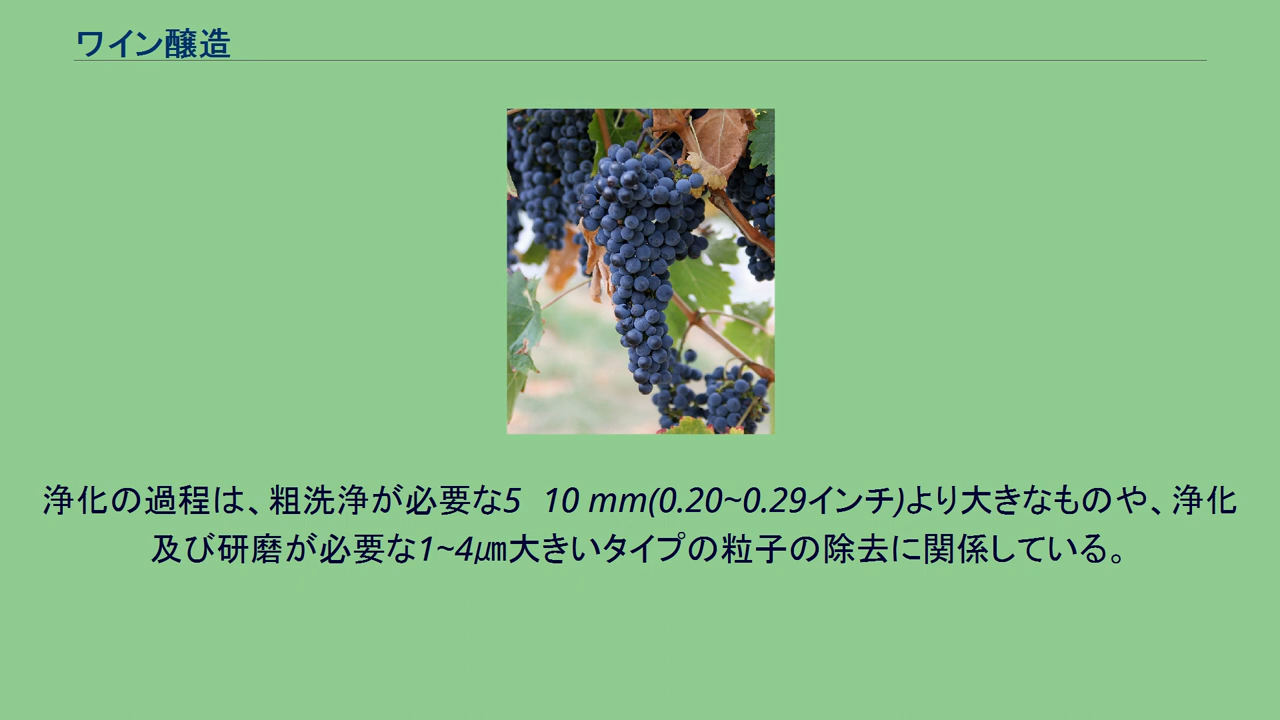 ワイン醸造
浄化の過程は、粗洗浄が必要な5  10 mm(0.20~0.29インチ)より大きなものや、浄化
及び研磨が必要な1~4㎛大きいタイプの粒子の除去に関係している。